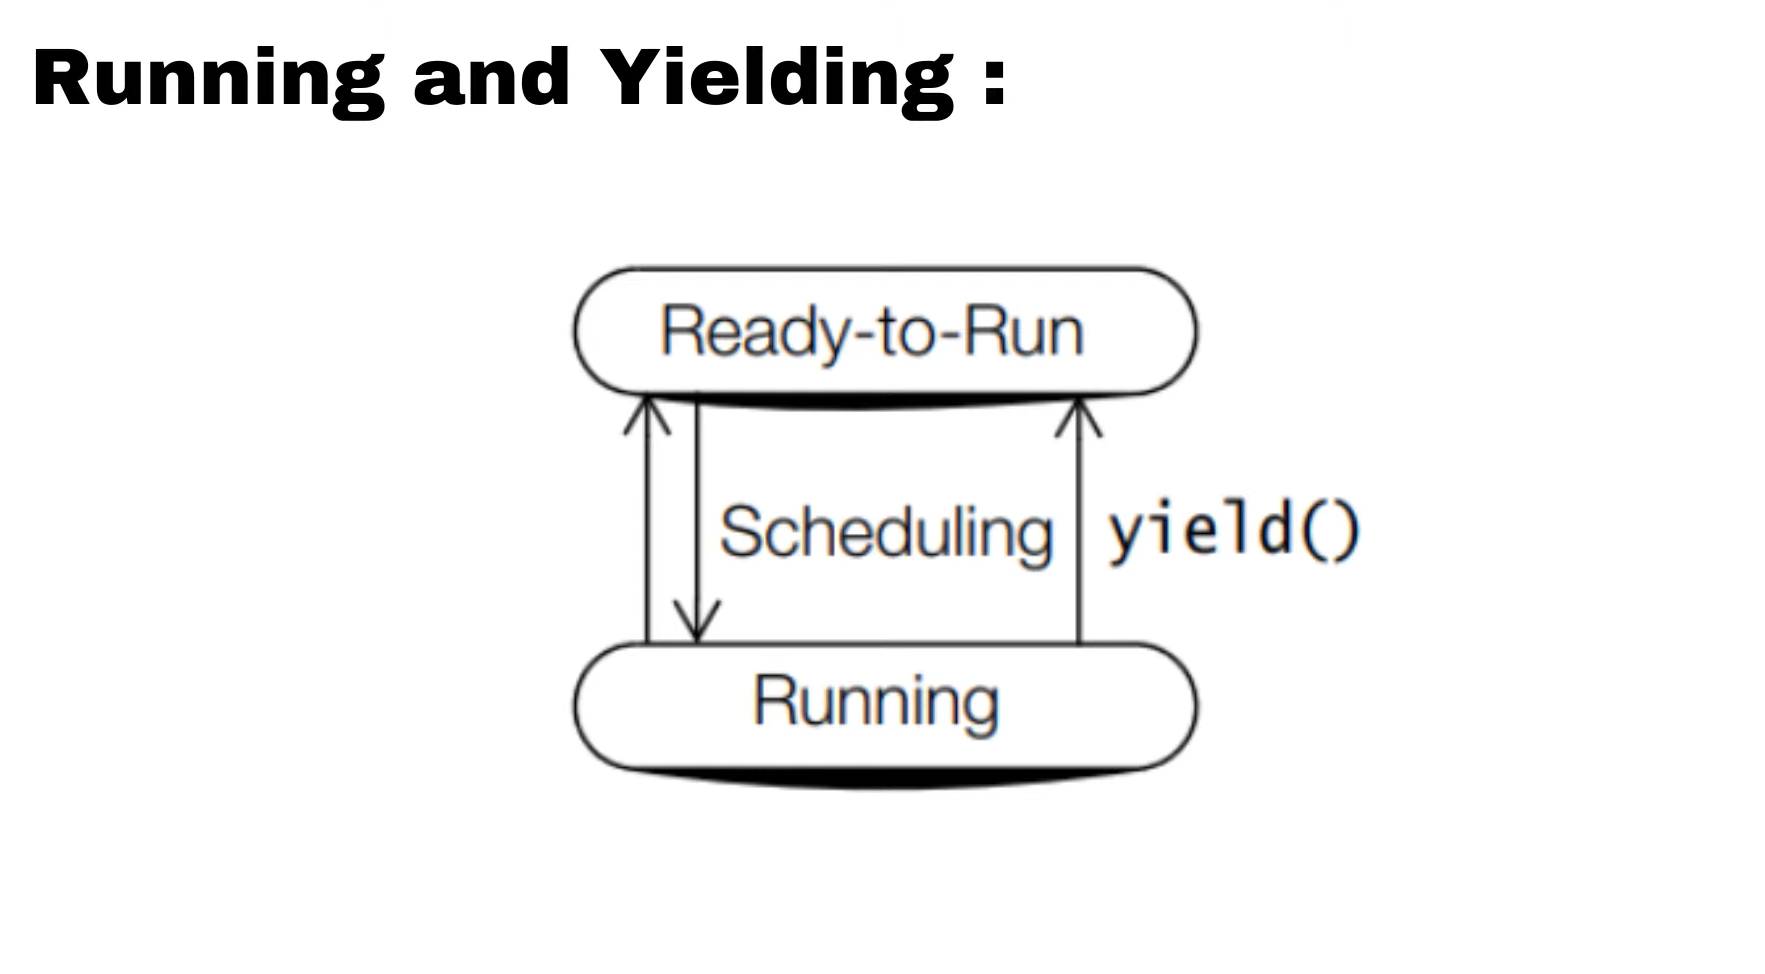 Running and Yielding :
Ready-to-Run
Scheduling
yield()
Running